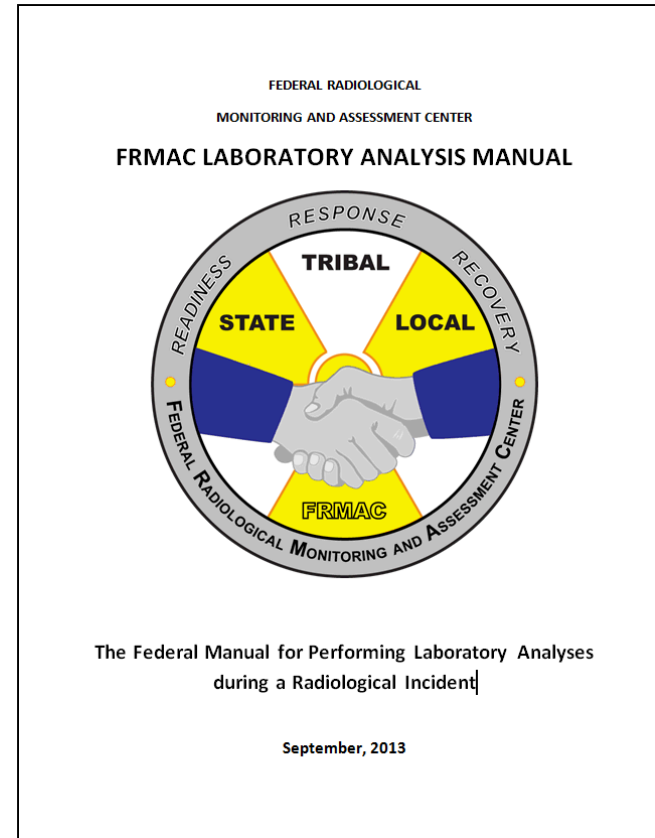 FEDERAL RADIOLOGICAL
MONITORING AND ASSESSMENT CENTER
FRMAC LABORATORY ANALYSIS MANUAL
READINESS RESPONSE RECOVERY
TRIBAL
STATE LOCAL
FRMAC
FEDERAL RADIOLOGICAL MONITORING AND ASSESSMENT CENTER
The Federal Manual for Performing Laboratory Analyses
during a Radiological Incident
September, 2013